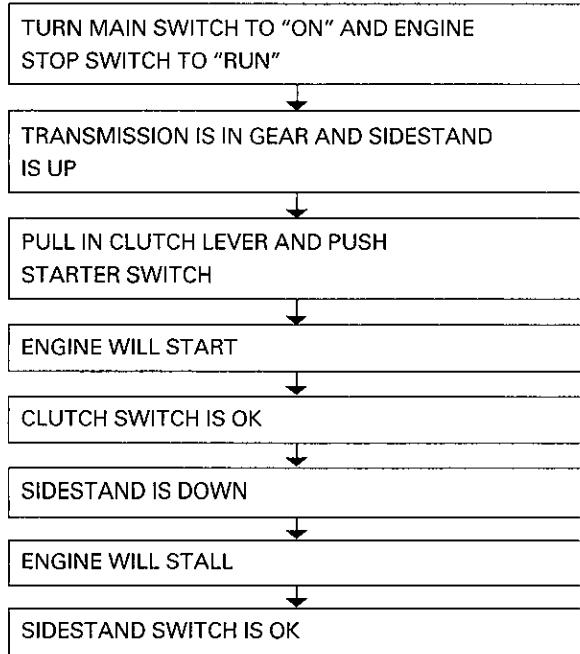 TURN MAIN SWITCH TO “ON” AND ENGINE
STOP SWITCH TO “RUN”
TRANSMISSION IS IN GEAR AND SIDESTAND
IS UP
PULL IN CLUTCH LEVER AND PUSH
STARTER SWITCH
ENGINE WILL START
CLUTCH SWITCH IS OK
SIDESTAND IS DOWN
ENGINE WILL STALL
SIDESTAND SWITCH IS OK